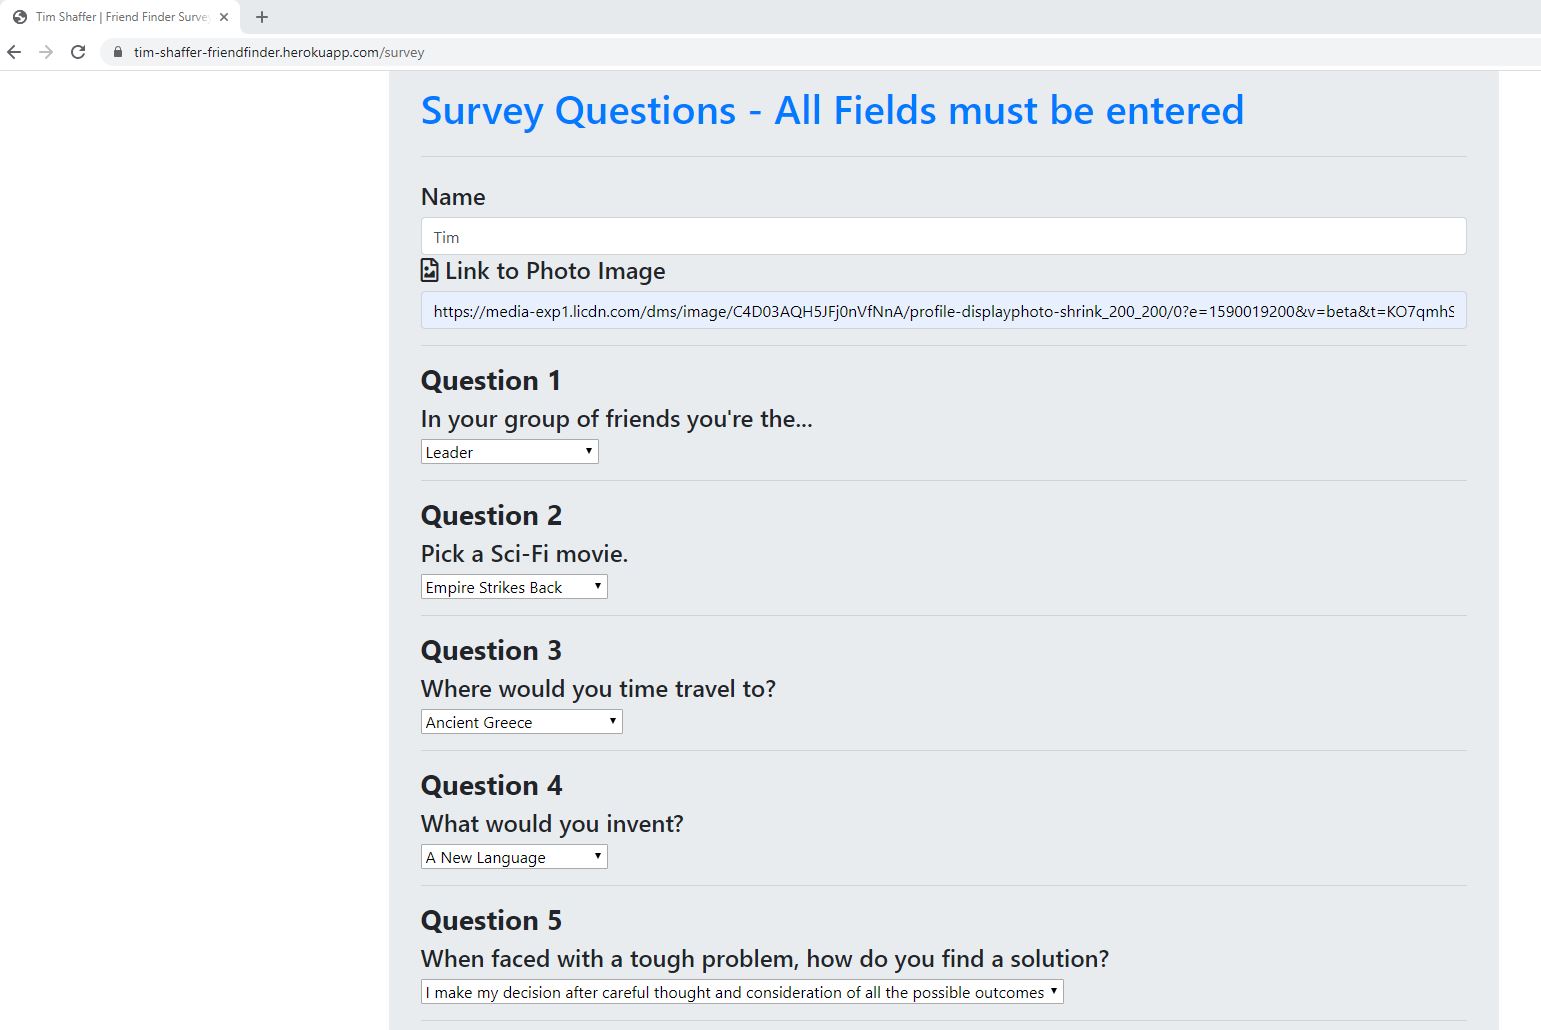 Tim Shaffer | Friend Finder Surve
tim-shaffer-friendfinder.herokuapp.com/survey
Survey Questions - All Fields must be entered
Name
Tim
Link to Photo Image
https://media-exp1.licdn.com/dms/image/C4D03AQH5JFj0nVfNnA/profile-displayphoto-shrink_200_200/0?e=1590019200&v=beta&t=KO7qmhS
Question 1
In your group of friends you're the...
Leader
Question 2
Pick a Sci-Fi movie.
Empire Strikes Back
Question 3
Where would you time travel to?
Ancient Greece
Question 4
What would you invent?
A New Language
Question 5
When faced with a tough problem, how do you find a solution?
I make my decision after careful thought and consideration of all the possible outcomes